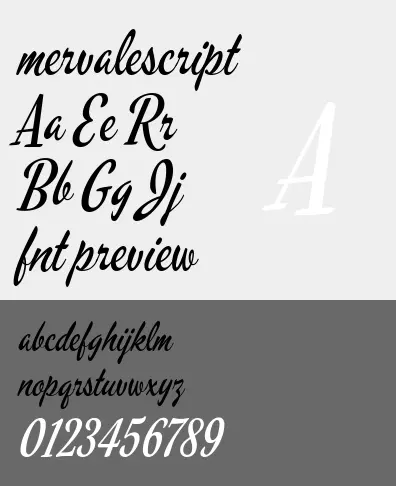 mervalescript
Aa Ee Rr
A
Bb Gg Jj
fnt preview
abcdefghijklm
nopqrstuvwxyz
0123456789